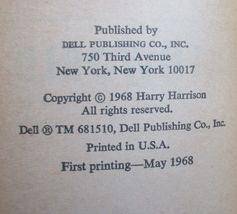 Published by
DELL PUBLISHING CO., INC.
750 Third Avenue
New York, New York 10017
Copyright © 1968 Harry Harrison
All rights reserved.
Dell ® TM 681510, Dell Publishing Co., Inc.
Printed in U.S.A.
First printing—May 1968